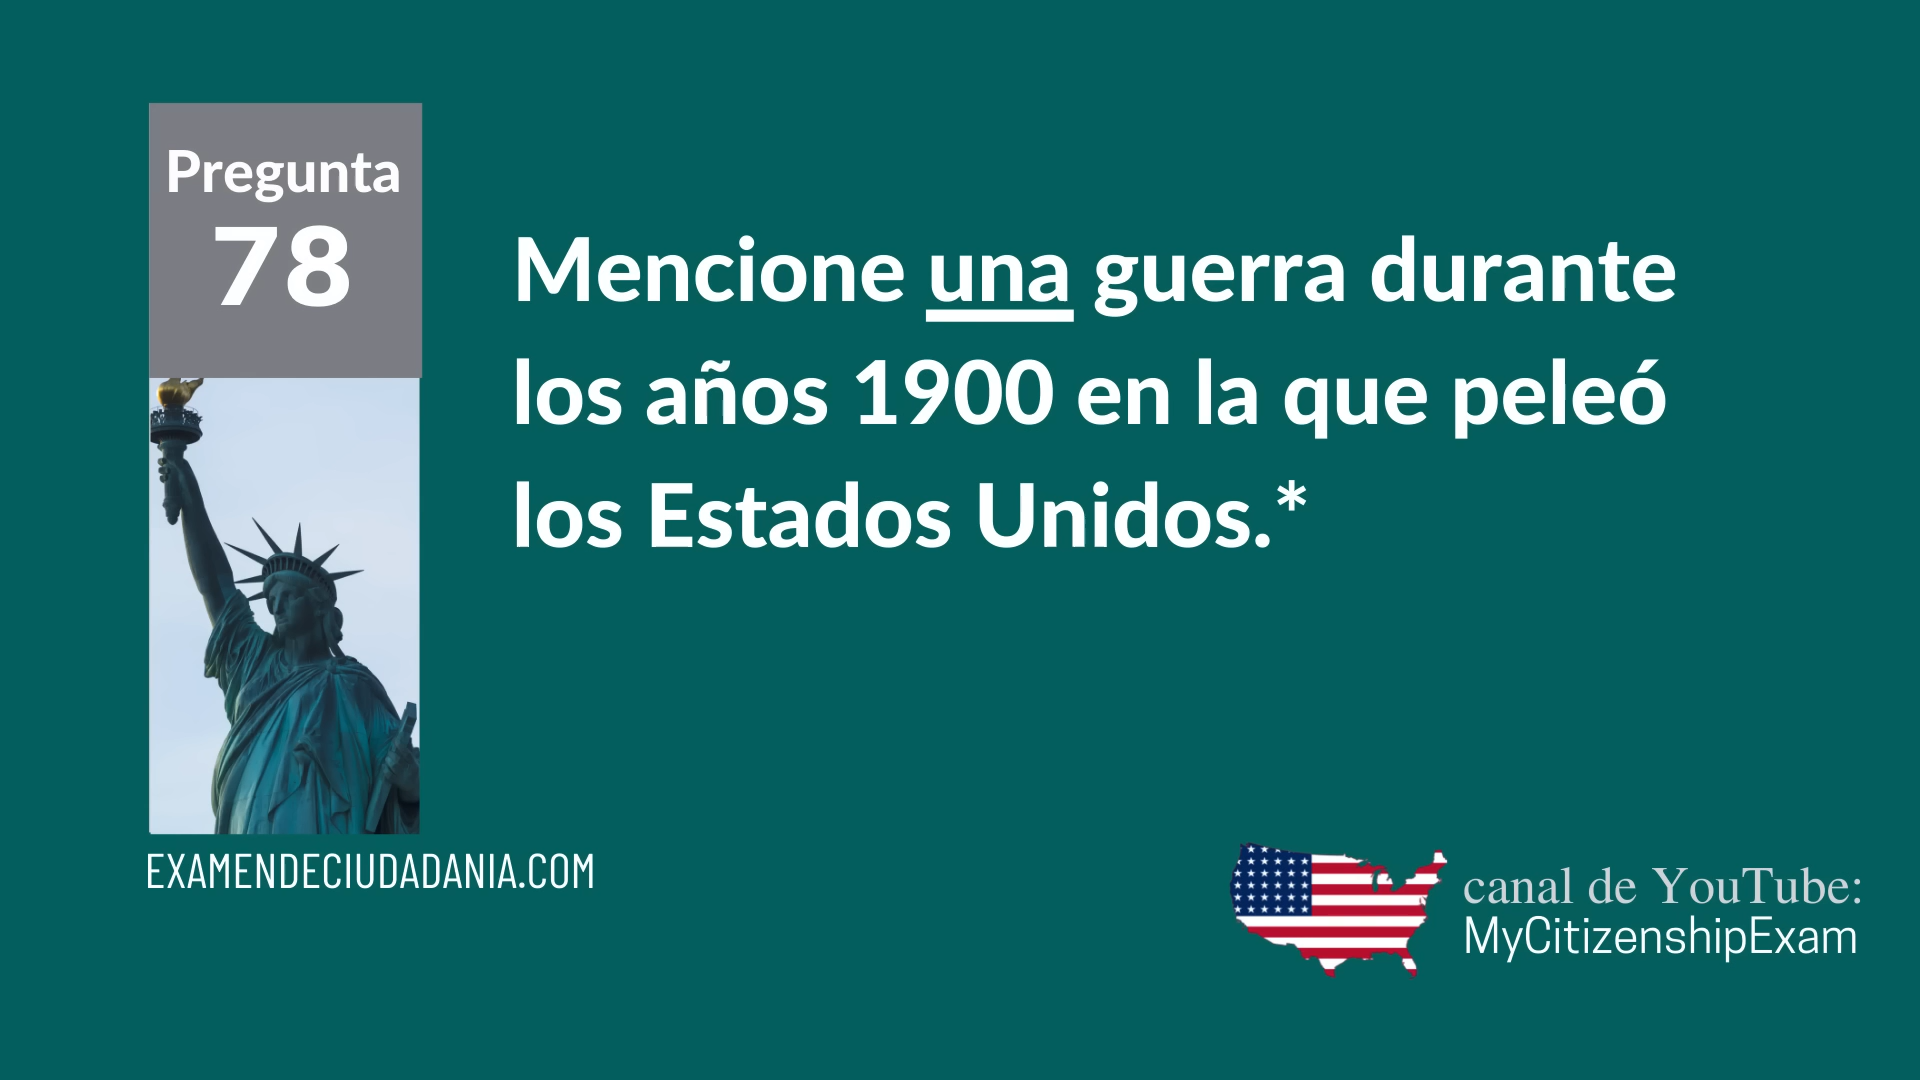 Pregunta
78
Mencione una guerra durante
los años 1900 en la que peleó
los Estados Unidos.*
EXAMENDECIUDADANIA.COM
canal de YouTube:
MyCitizenshipExam